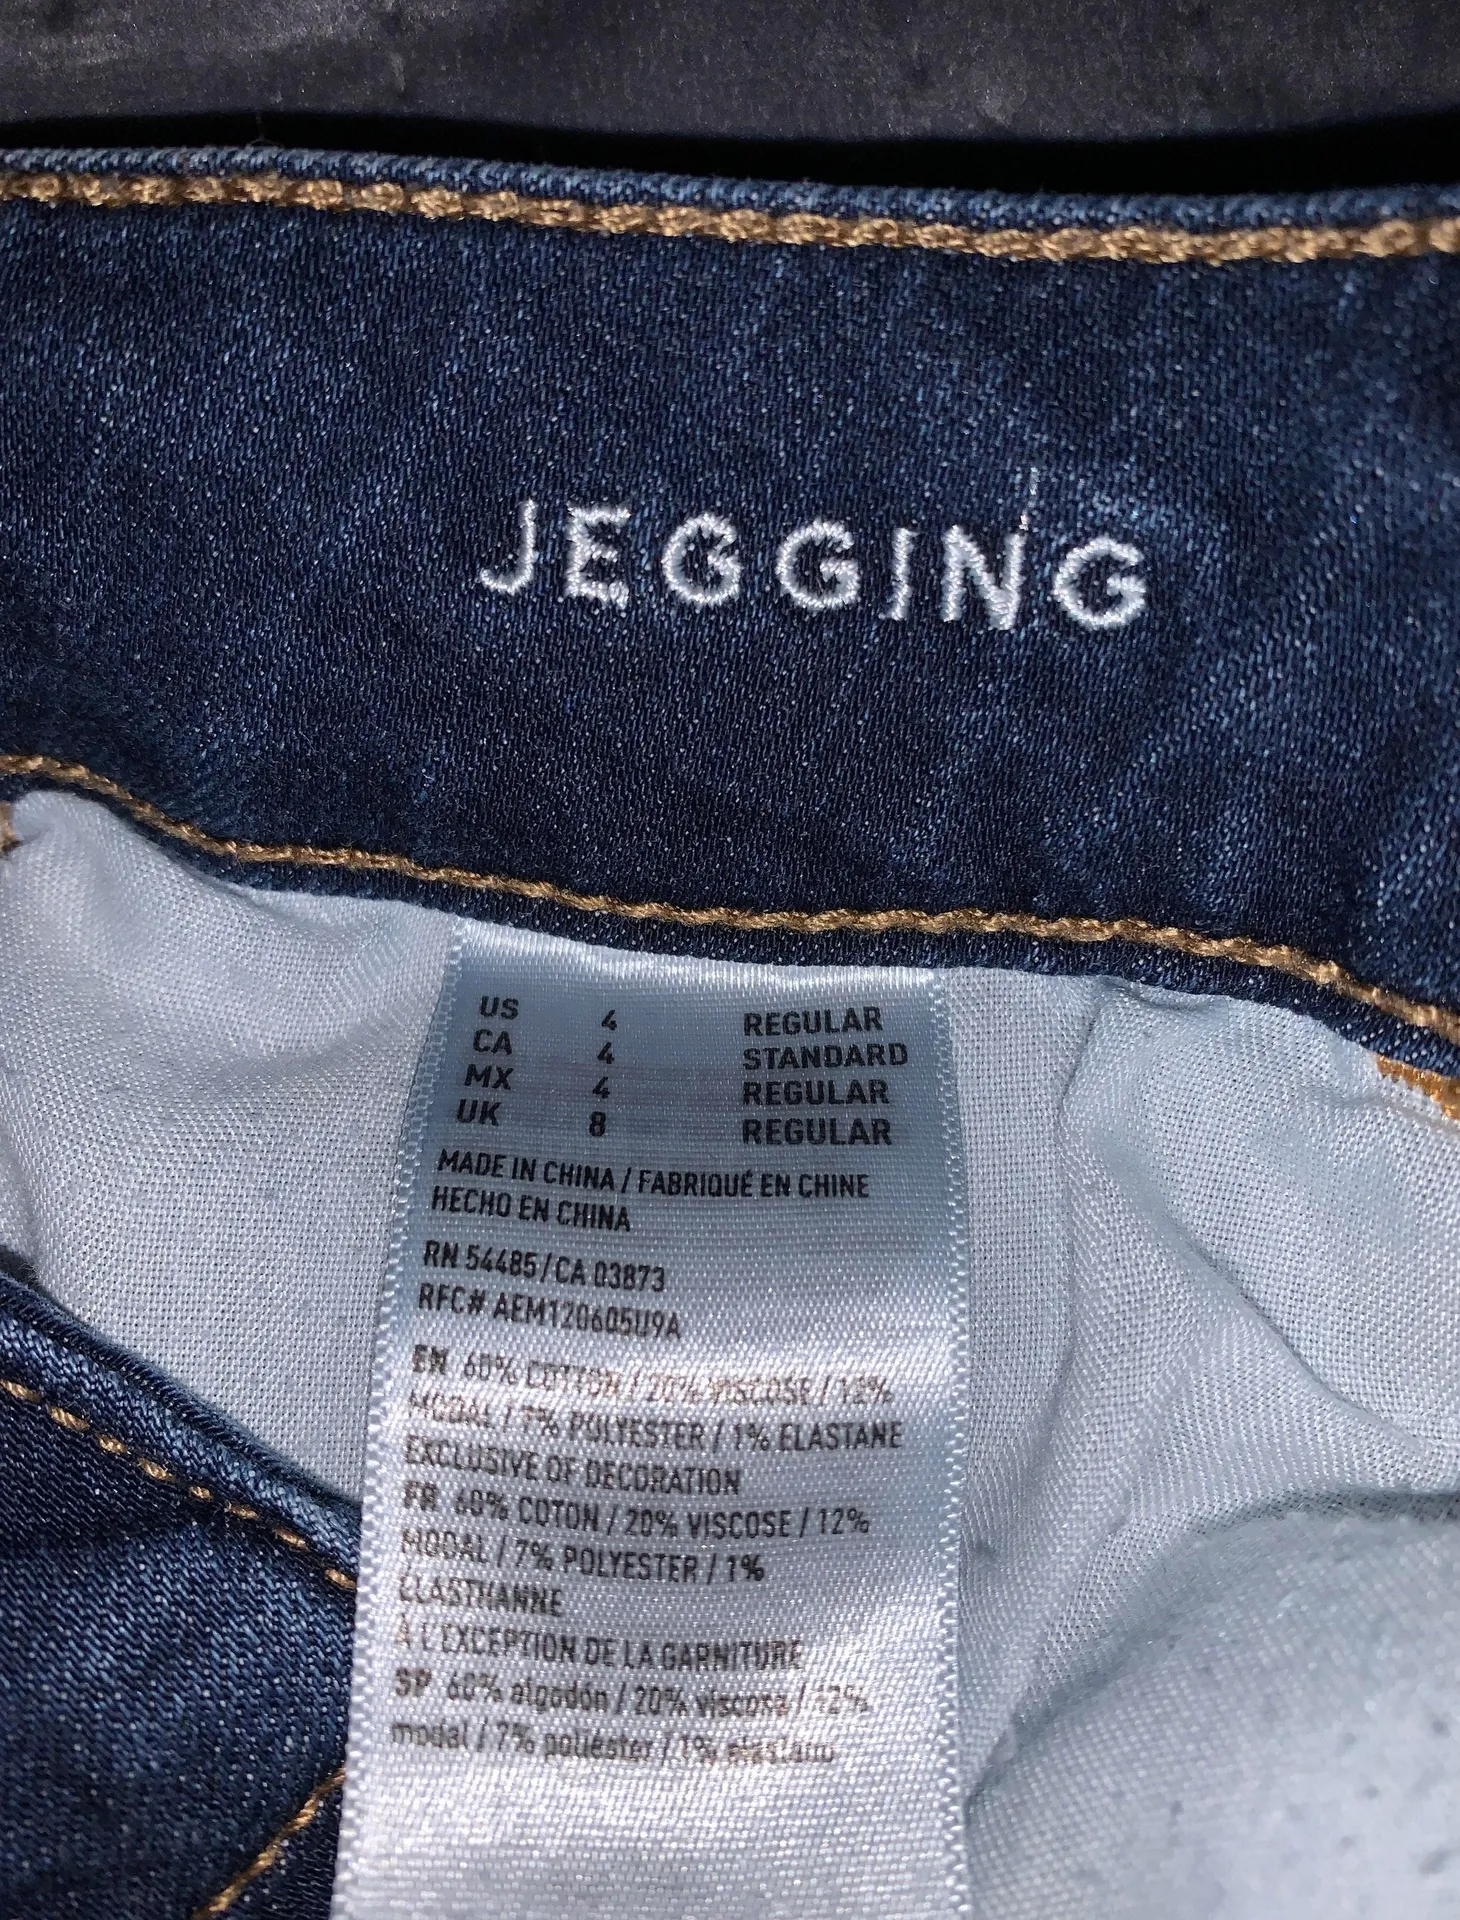 JEGGING
US 4 REGULAR
CA 4 STANDARD
MX 4 REGULAR
UK 8 REGULAR
MADE IN CHINA / FABRIQUÉ EN CHINE
HECHO EN CHINA
RN 54485 / CA 03873
RFC# AEM120605U9A
EN 60% COTTON / 20% VISCOSE / 12%
MODAL / 7% POLYESTER / 1% ELASTANE
EXCLUSIVE OF DECORATION
FR 60% COTON / 20% VISCOSE / 12%
MODAL / 7% POLYESTER / 1%
ÉLASTHANNE
À L'EXCEPTION DE LA GARNITURE
SP 60% algodón / 20% viscosa / 12%
modal / 7% poliéster / 1% elastano